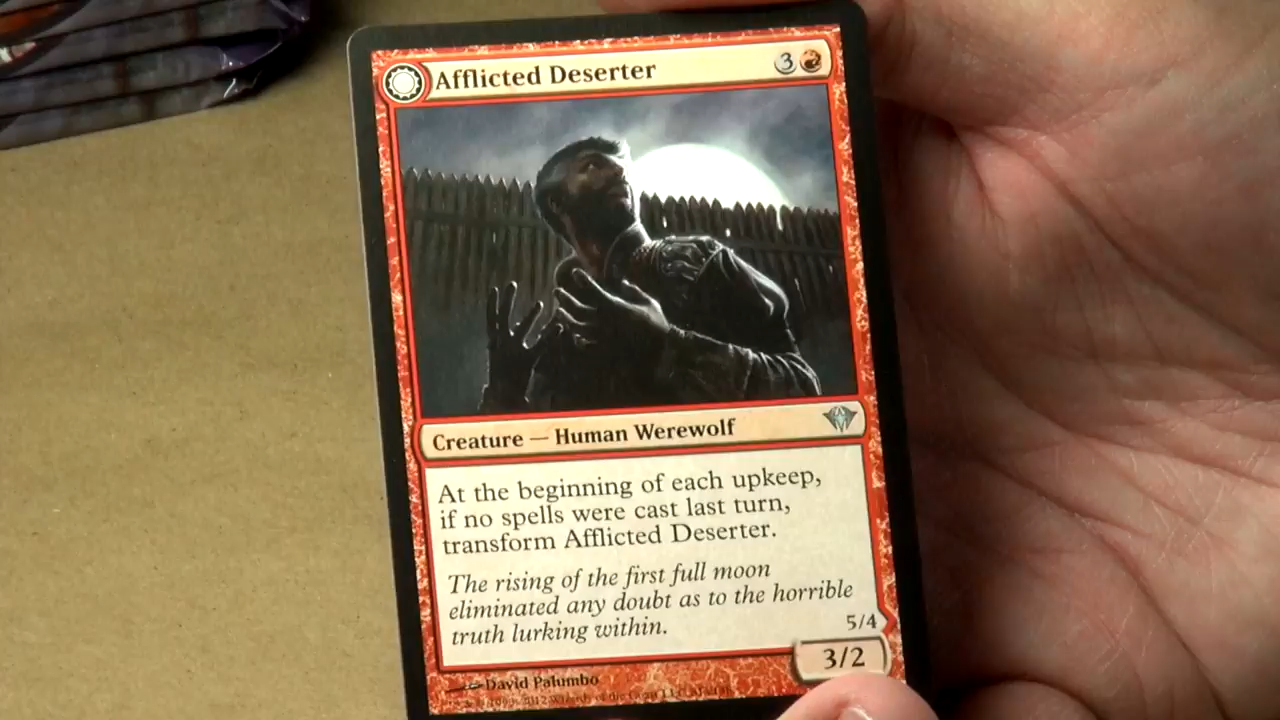 Afflicted Deserter 3
Creature — Human Werewolf
At the beginning of each upkeep,
if no spells were cast last turn,
transform Afflicted Deserter.
The rising of the first full moon
eliminated any doubt as to the horrible
truth lurking within.
5/4
3/2
David Palumbo